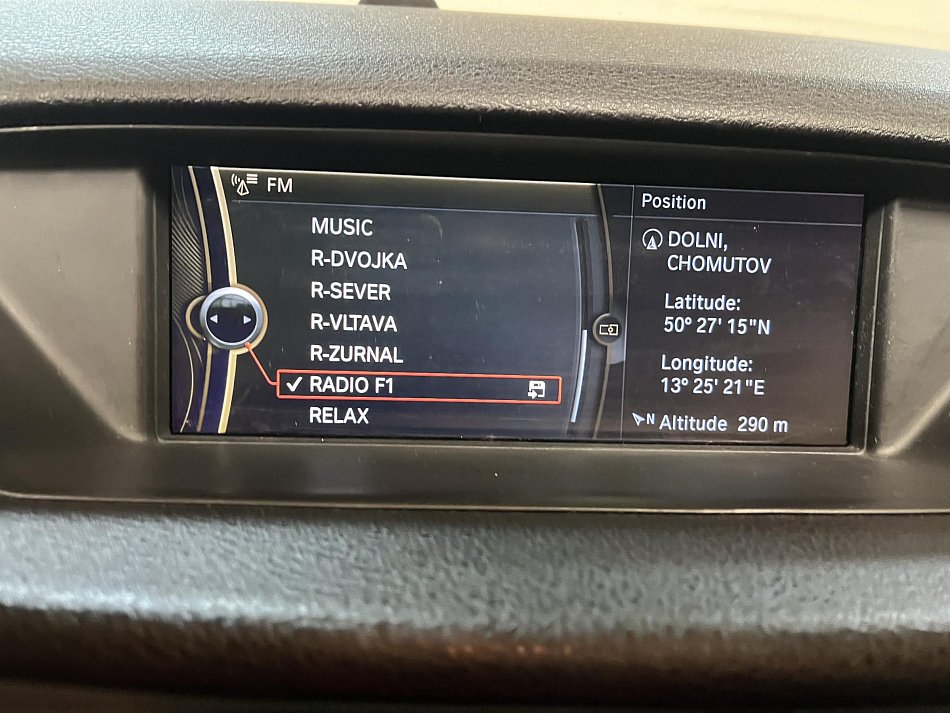 FM
MUSIC
R-DVOJKA
R-SEVER
R-VLTAVA
R-ZURNAL
RADIO F1
RELAX
Position
DOLNI,
CHOMUTOV
Latitude:
50° 27' 15"N
Longitude:
13° 25' 21"E
N Altitude 290 m